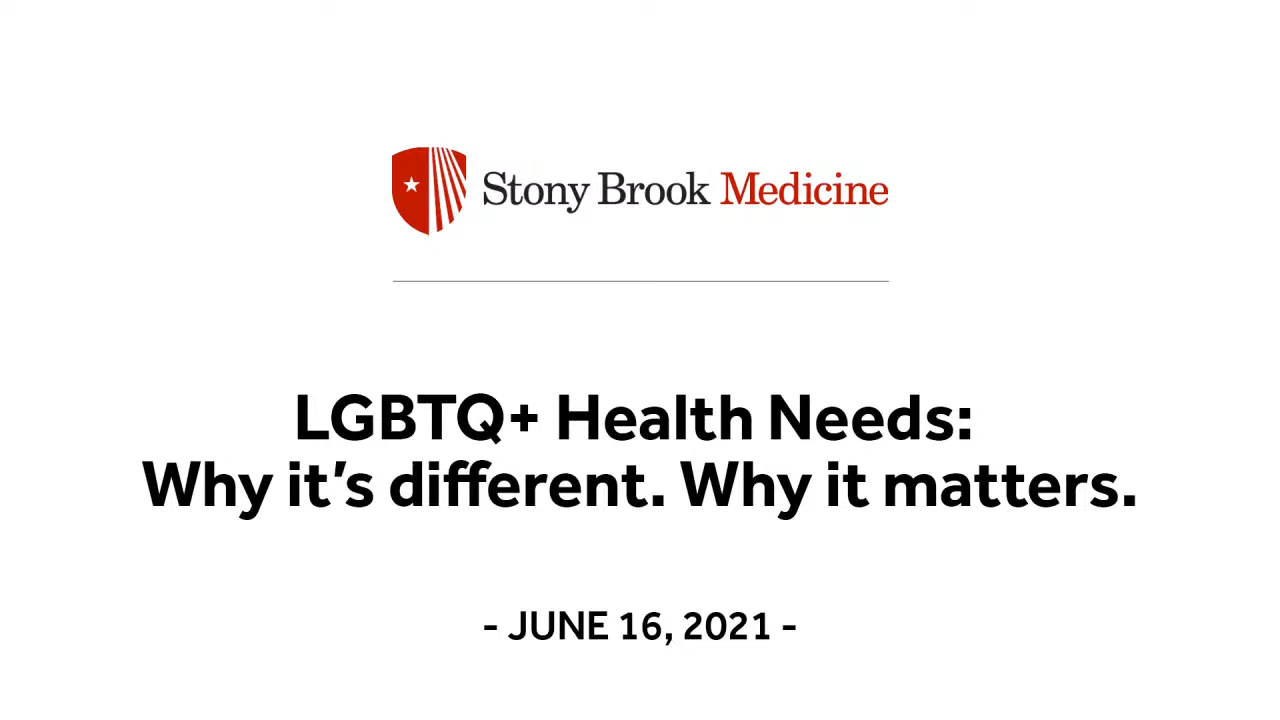 Stony Brook Medicine
LGBTQ+ Health Needs:
Why it’s different. Why it matters.
- JUNE 16, 2021 -